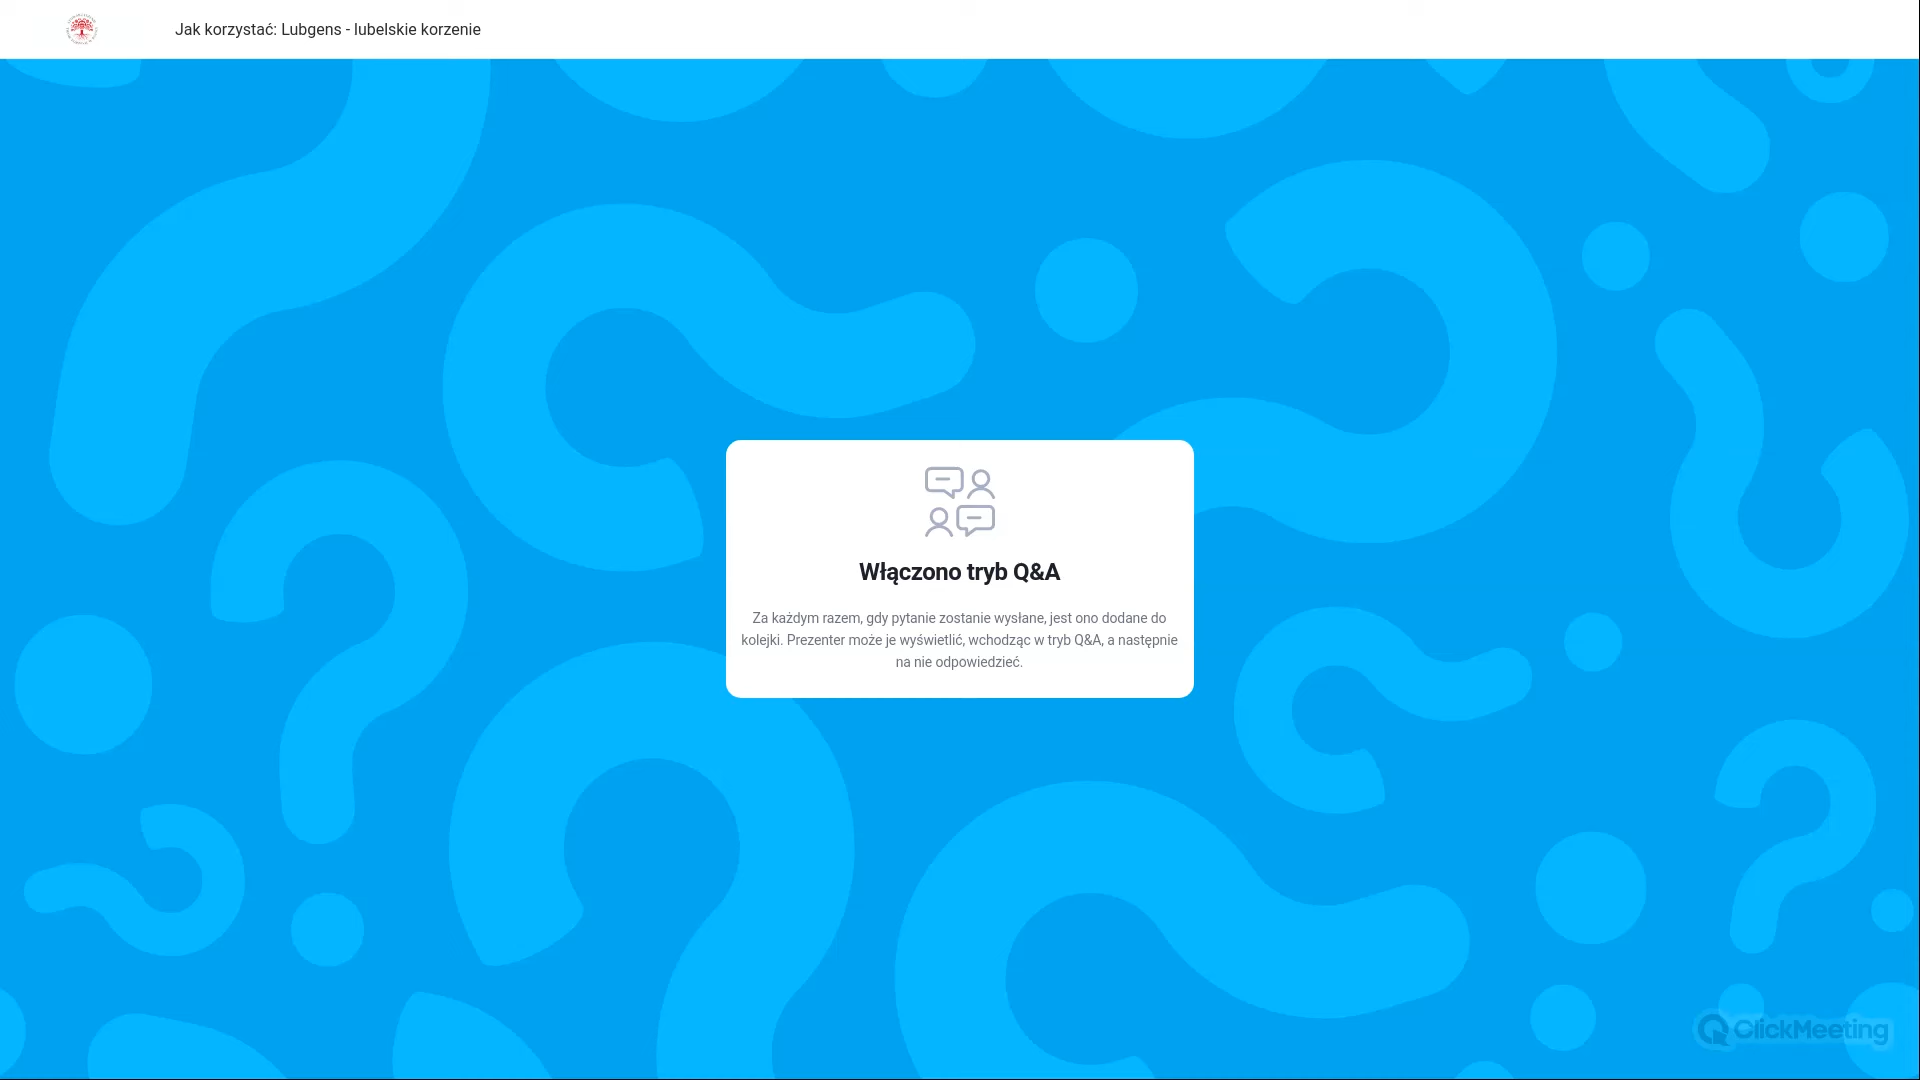 Jak korzystać: Lubgens - lubelskie korzenie
Włączono tryb Q&A
Za każdym razem, gdy pytanie zostanie wysłane, jest ono dodane do
kolejki. Prezenter może je wyświetlić, wchodząc w tryb Q&A, a następnie
na nie odpowiedzieć.
ClickMeeting